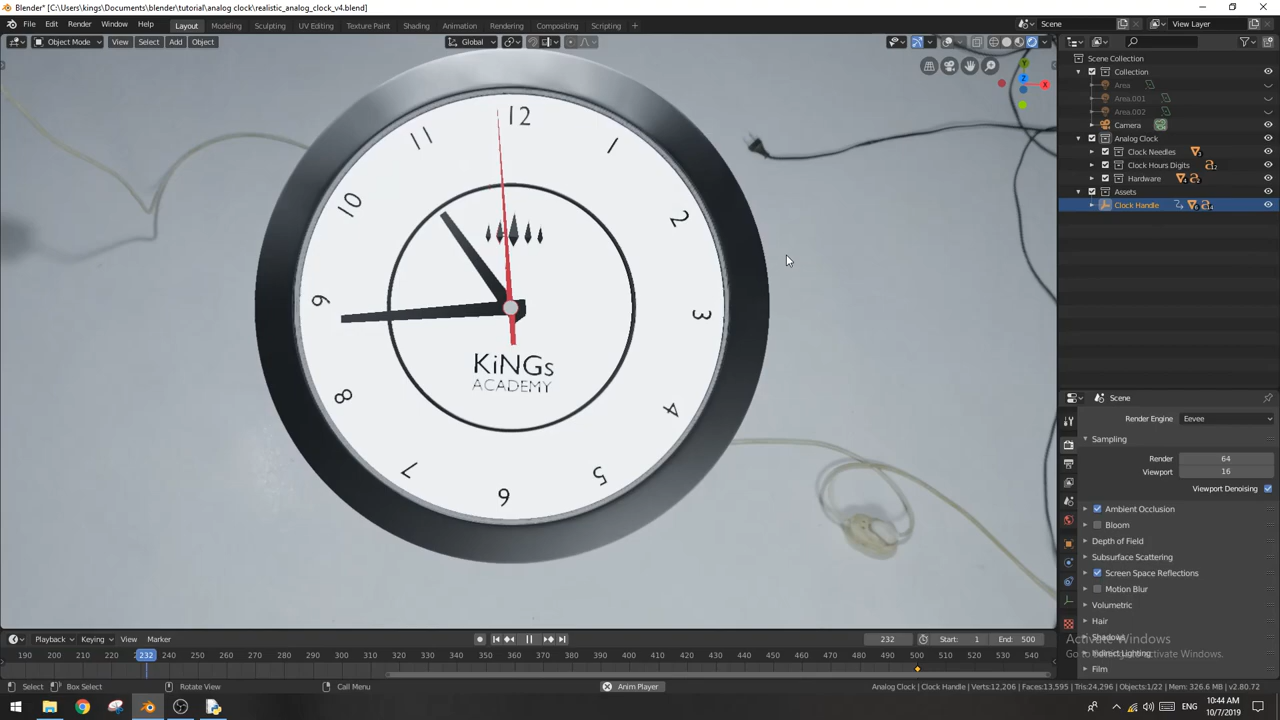 Blender* [C:\Users\kings\Documents\blender\tutorial\analog clock\realistic_analog_clock_v4.blend]
File Edit Render Window Help Layout Modeling Sculpting UV Editing Texture Paint Shading Animation Rendering Compositing Scripting + Scene View Layer
Object Mode View Select Add Object Global
Scene Collection
Collection
Area
Area.001
Area.002
Camera
Analog Clock
Clock Needles
Clock Hours Digits
Hardware
Assets
Clock Handle
12
1
2
3
4
5
6
7
8
9
10
11
KiNGs
ACADEMY
Y
Z
X
Scene
Render Engine Eevee
Sampling
Render 64
Viewport 16
Viewport Denoising
Ambient Occlusion
Bloom
Depth of Field
Subsurface Scattering
Screen Space Reflections
Motion Blur
Volumetric
Hair
Shadows
Indirect Lighting
Film
Activate Windows
Go to Settings to activate Windows.
Playback Keying View Marker 232 Start: 1 End: 500
190 200 210 220 232 240 250 260 270 280 290 300 310 320 330 340 350 360 370 380 390 400 410 420 430 440 450 460 470 480 490 500 510 520 530 540
Select Box Select Rotate View Call Menu Anim Player Analog Clock | Clock Handle | Verts:12,206 | Faces:13,595 | Tris:24,296 | Objects:1/22 | Mem: 326.6 MB | v2.80.72
ENG 10:44 AM
10/7/2019